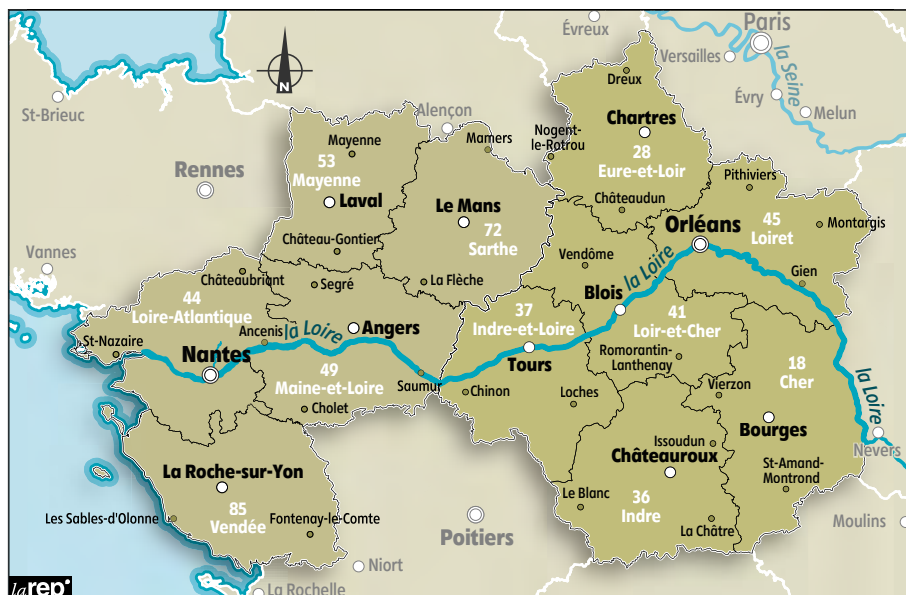 Paris
Évreux
la Seine
Versailles
Dreux
Évry
Melun
N
St-Brieuc
Alençon
Chartres
Mayenne
Mamers
Nogent-
le-Rotrou
28
Eure-et-Loir
53
Mayenne
Rennes
Pithiviers
Laval
Le Mans
Châteaudun
Orléans
45
Loiret
Montargis
72
Sarthe
Château-Gontier
Vannes
Vendôme
la Loire
Gien
Châteaubriant
Segré
La Flèche
Blois
44
Loire-Atlantique
37
Indre-et-Loire
41
Loir-et-Cher
Ancenis
la Loire
Angers
St-Nazaire
Nantes
Tours
Romorantin-
Lanthenay
18
Cher
49
Maine-et-Loire
Saumur
Chinon
Loches
Vierzon
la Loire
Cholet
Bourges
Nevers
Issoudun
Châteauroux
La Roche-sur-Yon
St-Amand-
Montrond
85
Vendée
Les Sables-d'Olonne
Fontenay-le-Comte
Le Blanc
36
Indre
La Châtre
Moulins
Poitiers
Niort
La Rochelle
larep